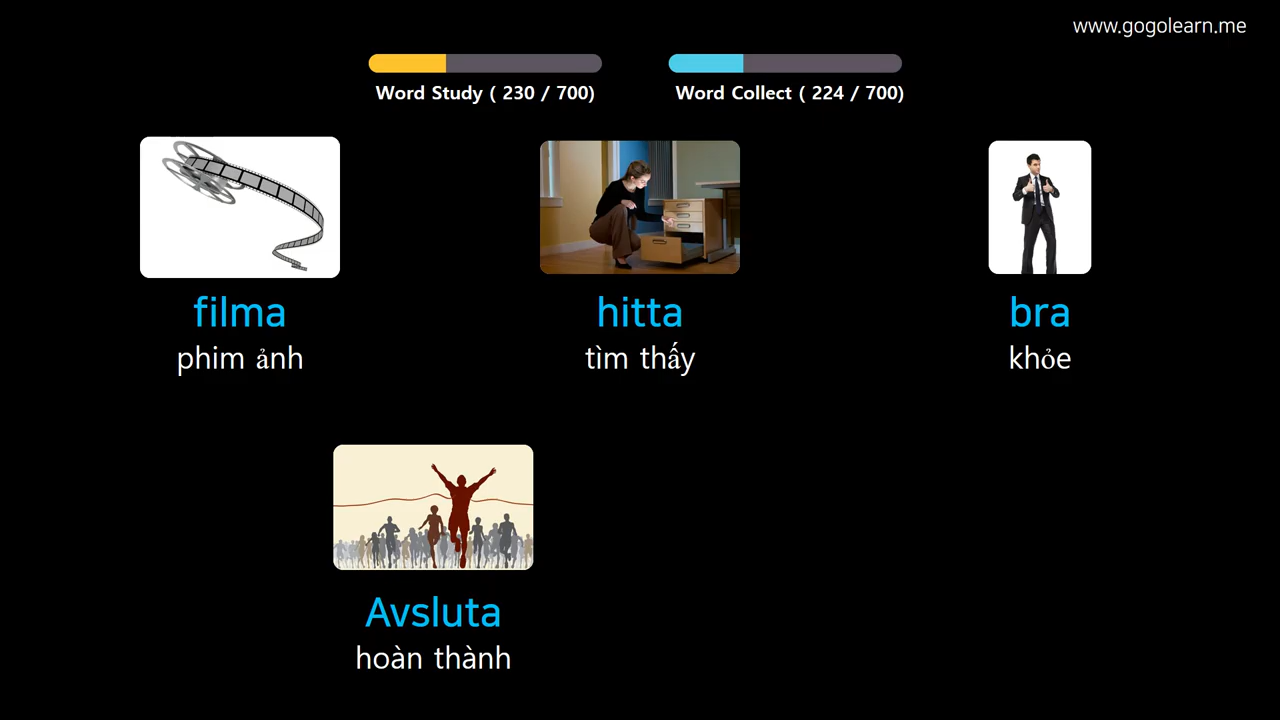 www.gogolearn.me
Word Study ( 230 / 700)
Word Collect ( 224 / 700)
filma
phim ảnh
hitta
tìm thấy
bra
khỏe
Avsluta
hoàn thành